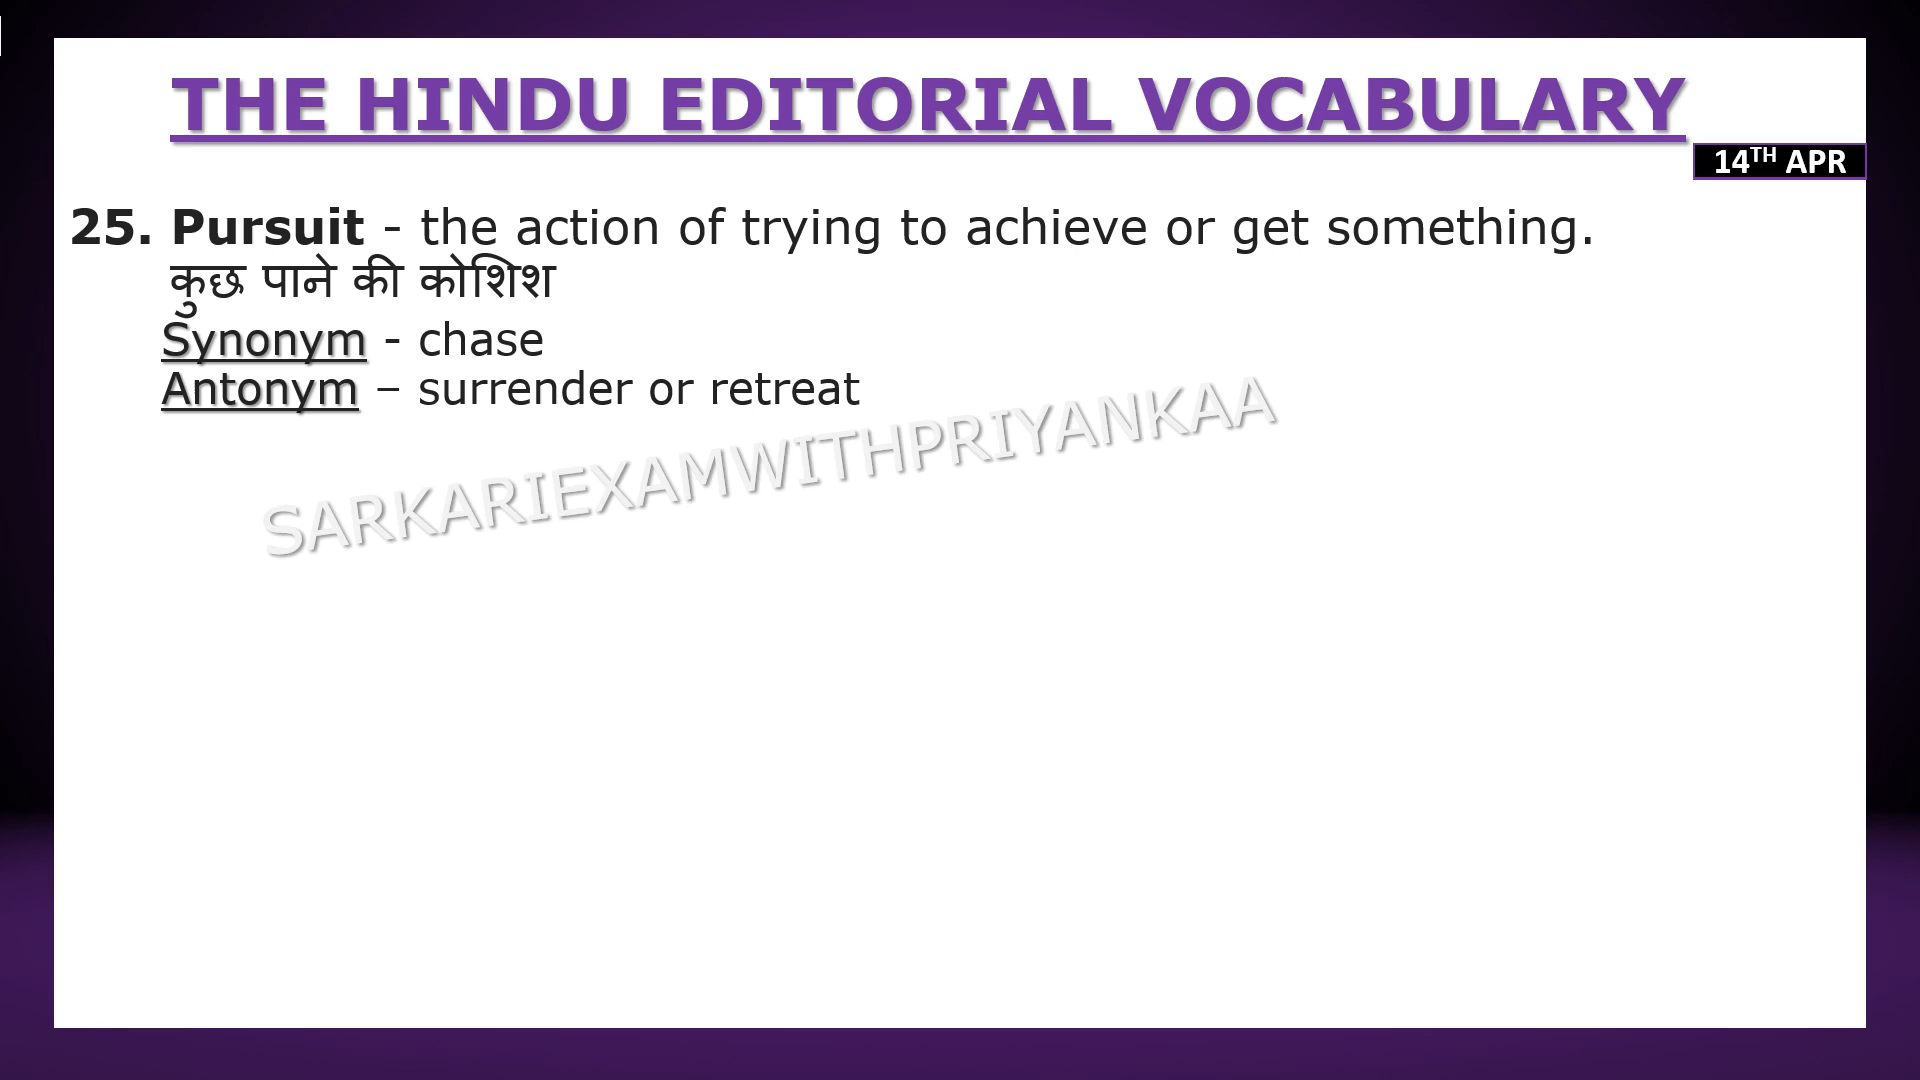 THE HINDU EDITORIAL VOCABULARY
14TH APR
25. Pursuit - the action of trying to achieve or get something.
कुछ पाने की कोशिश
Synonym - chase
Antonym – surrender or retreat
SARKARIEXAMWITHPRIYANKAA